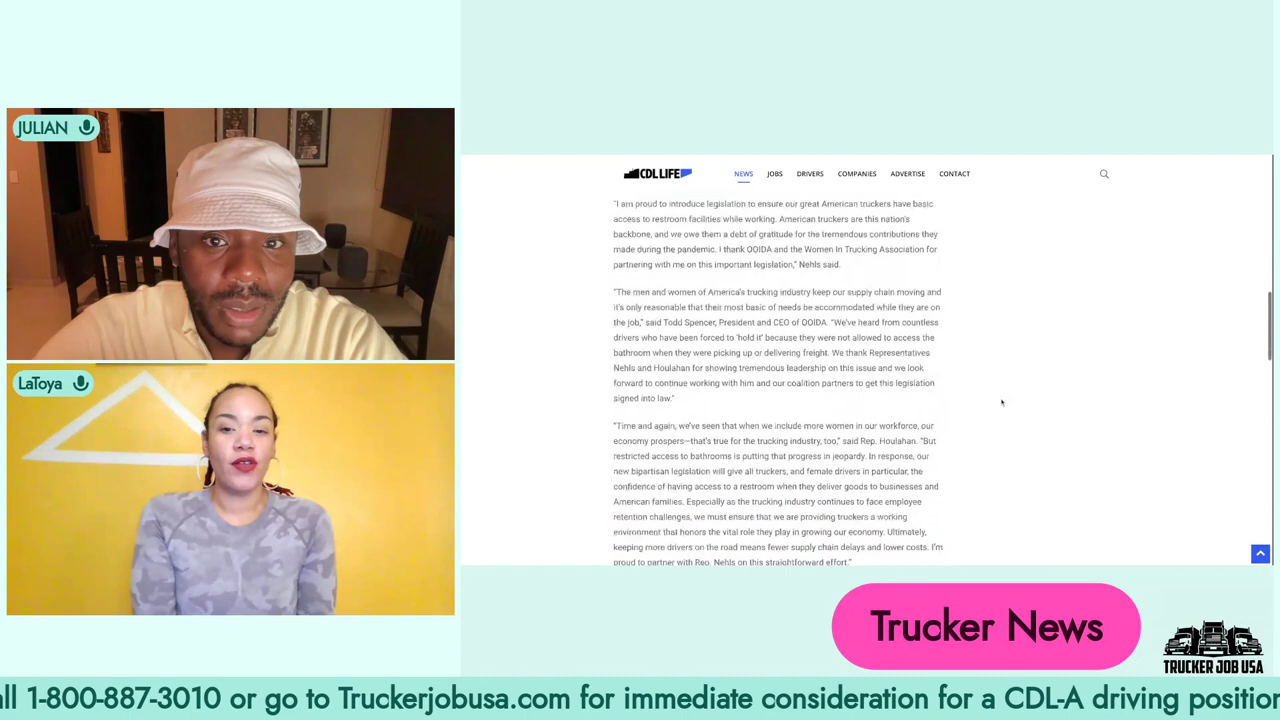 JULIAN
LaToya
CDL LIFE
NEWS JOBS DRIVERS COMPANIES ADVERTISE CONTACT
"I am proud to introduce legislation to ensure our great American truckers have basic
access to restroom facilities while working. American truckers are this nation's
backbone, and we owe them a debt of gratitude for the tremendous contributions they
made during the pandemic. I thank OOIDA and the Women In Trucking Association for
partnering with me on this important legislation," Nehls said.
"The men and women of America's trucking industry keep our supply chain moving and
it's only reasonable that their most basic of needs be accommodated while they are on
the job," said Todd Spencer, President and CEO of OOIDA. "We've heard from countless
drivers who have been forced to 'hold it' because they were not allowed to access the
bathroom when they were picking up or delivering freight. We thank Representatives
Nehls and Houlahan for showing tremendous leadership on this issue and we look
forward to continue working with him and our coalition partners to get this legislation
signed into law."
"Time and again, we've seen that when we include more women in our workforce, our
economy prospers—that's true for the trucking industry, too," said Rep. Houlahan. "But
restricted access to bathrooms is putting that progress in jeopardy. In response, our
new bipartisan legislation will give all truckers, and female drivers in particular, the
confidence of having access to a restroom when they deliver goods to businesses and
American families. Especially as the trucking industry continues to face employee
retention challenges, we must ensure that we are providing truckers a working
environment that honors the vital role they play in growing our economy. Ultimately,
keeping more drivers on the road means fewer supply chain delays and lower costs. I'm
proud to partner with Rep. Nehls on this straightforward effort."
Trucker News
TRUCKER JOB USA
all 1-800-887-3010 or go to Truckerjobusa.com for immediate consideration for a CDL-A driving position